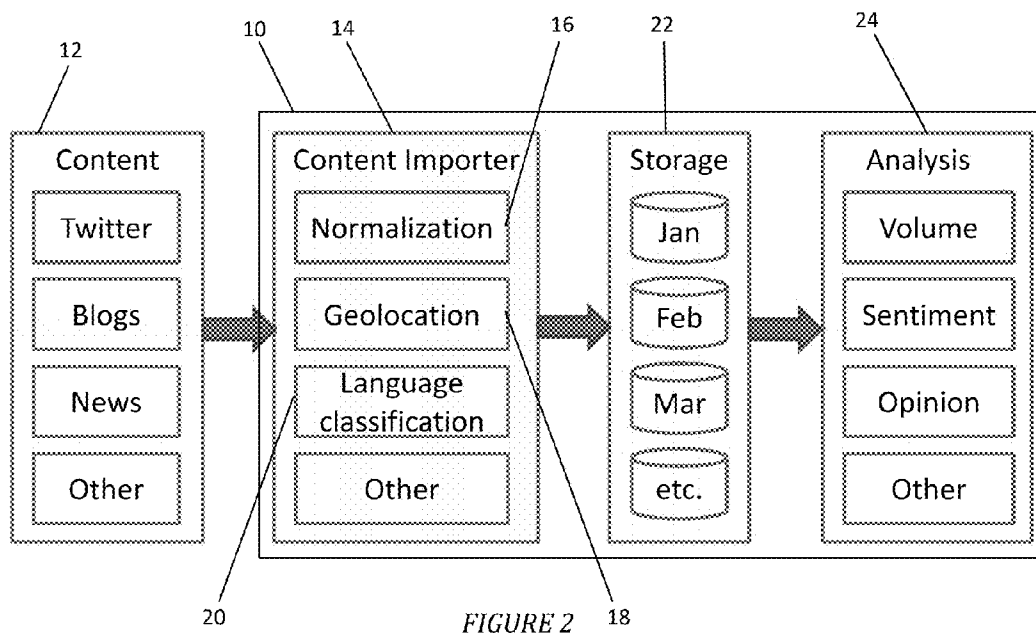 12
10
14
16
22
24
Content
Twitter
Blogs
News
Other
Content Importer
Normalization
Geolocation
Language
classification
Other
Storage
Jan
Feb
Mar
etc.
Analysis
Volume
Sentiment
Opinion
Other
20
FIGURE 2
18